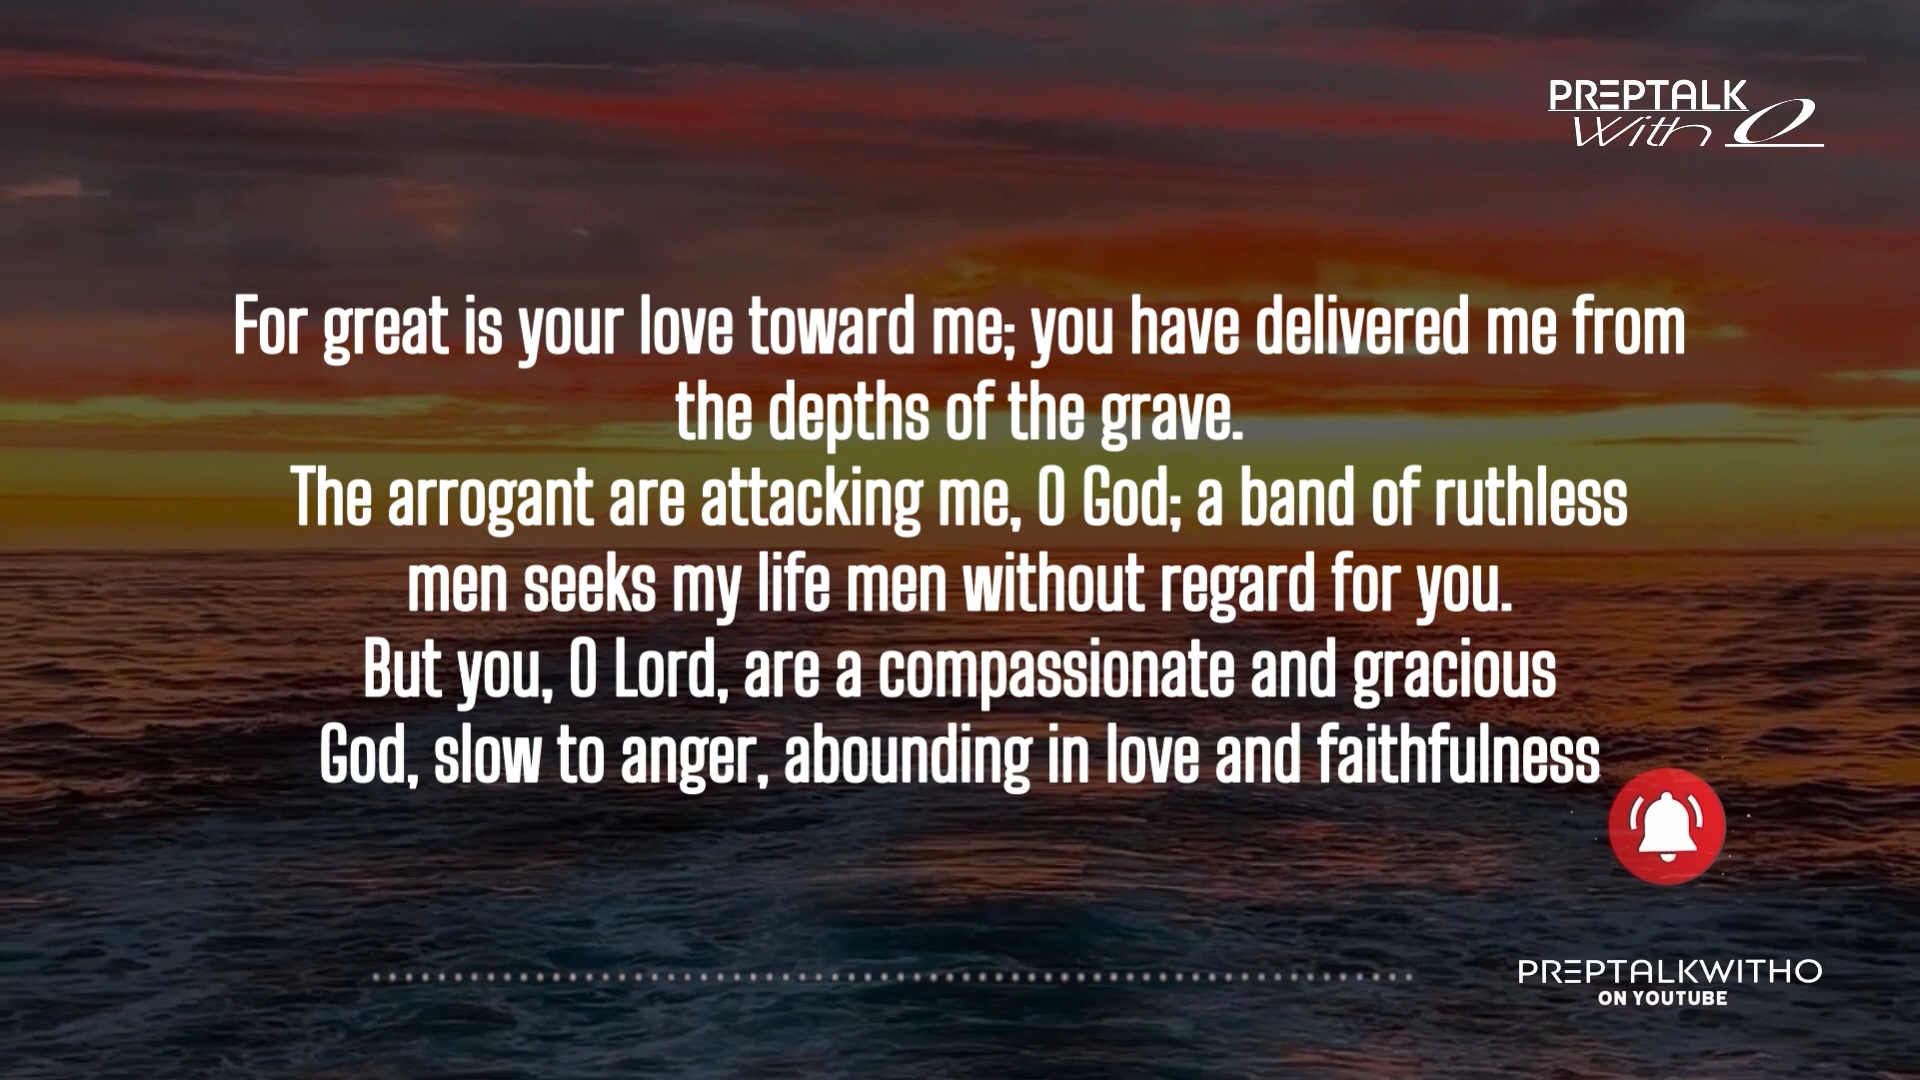 PREPTALK
With O
For great is your love toward me; you have delivered me from
the depths of the grave.
The arrogant are attacking me, O God; a band of ruthless
men seeks my life men without regard for you.
But you, O Lord, are a compassionate and gracious
God, slow to anger, abounding in love and faithfulness
PREPTALKWITHO
ON YOUTUBE